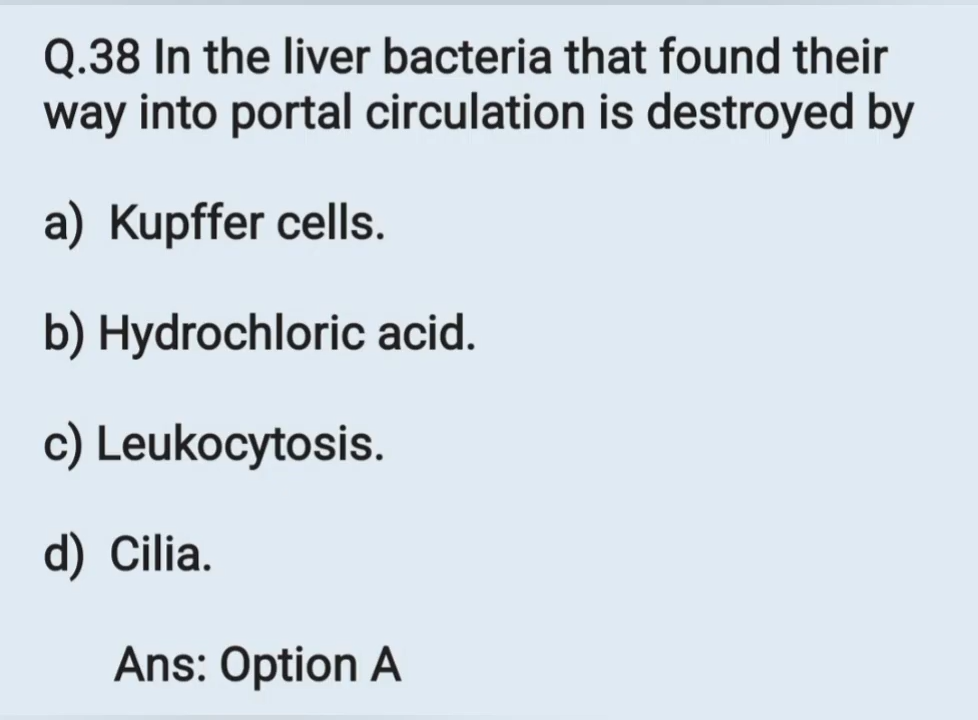 Q.38 In the liver bacteria that found their
way into portal circulation is destroyed by
a) Kupffer cells.
b) Hydrochloric acid.
c) Leukocytosis.
d) Cilia.
Ans: Option A